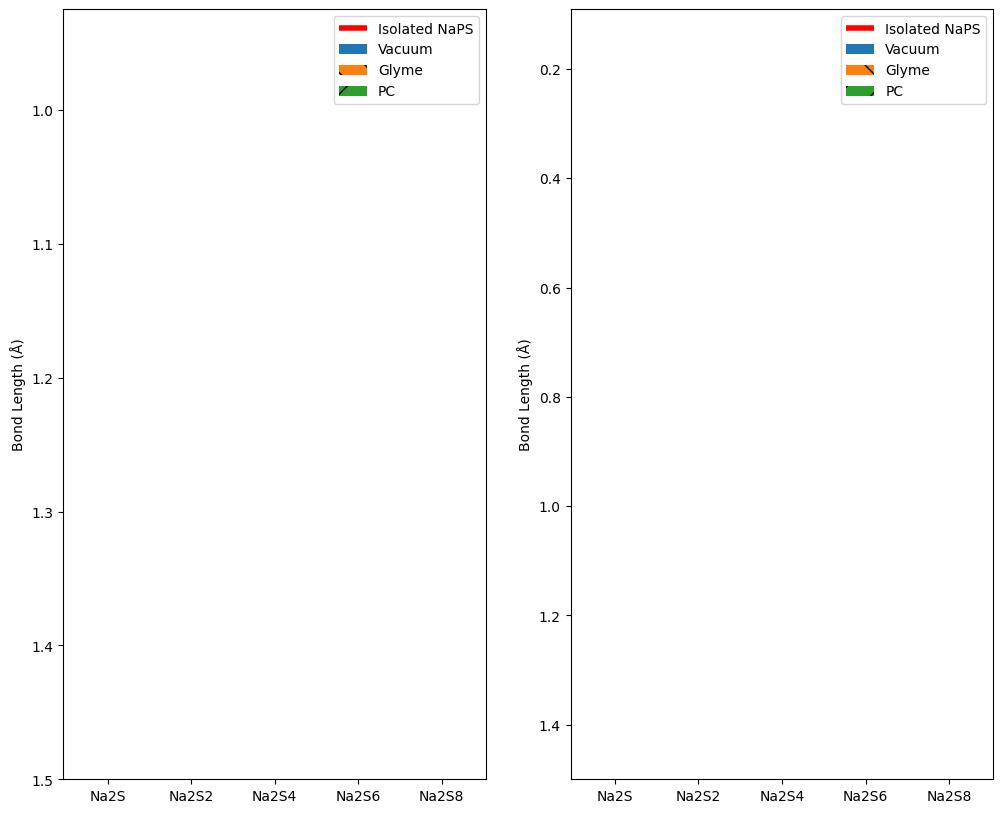 Isolated NaPS
Vacuum
Glyme
PC
1.0
1.1
1.2
1.3
1.4
1.5
Bond Length (Å)
Na2S Na2S2 Na2S4 Na2S6 Na2S8
Isolated NaPS
Vacuum
Glyme
PC
0.2
0.4
0.6
0.8
1.0
1.2
1.4
Bond Length (Å)
Na2S Na2S2 Na2S4 Na2S6 Na2S8